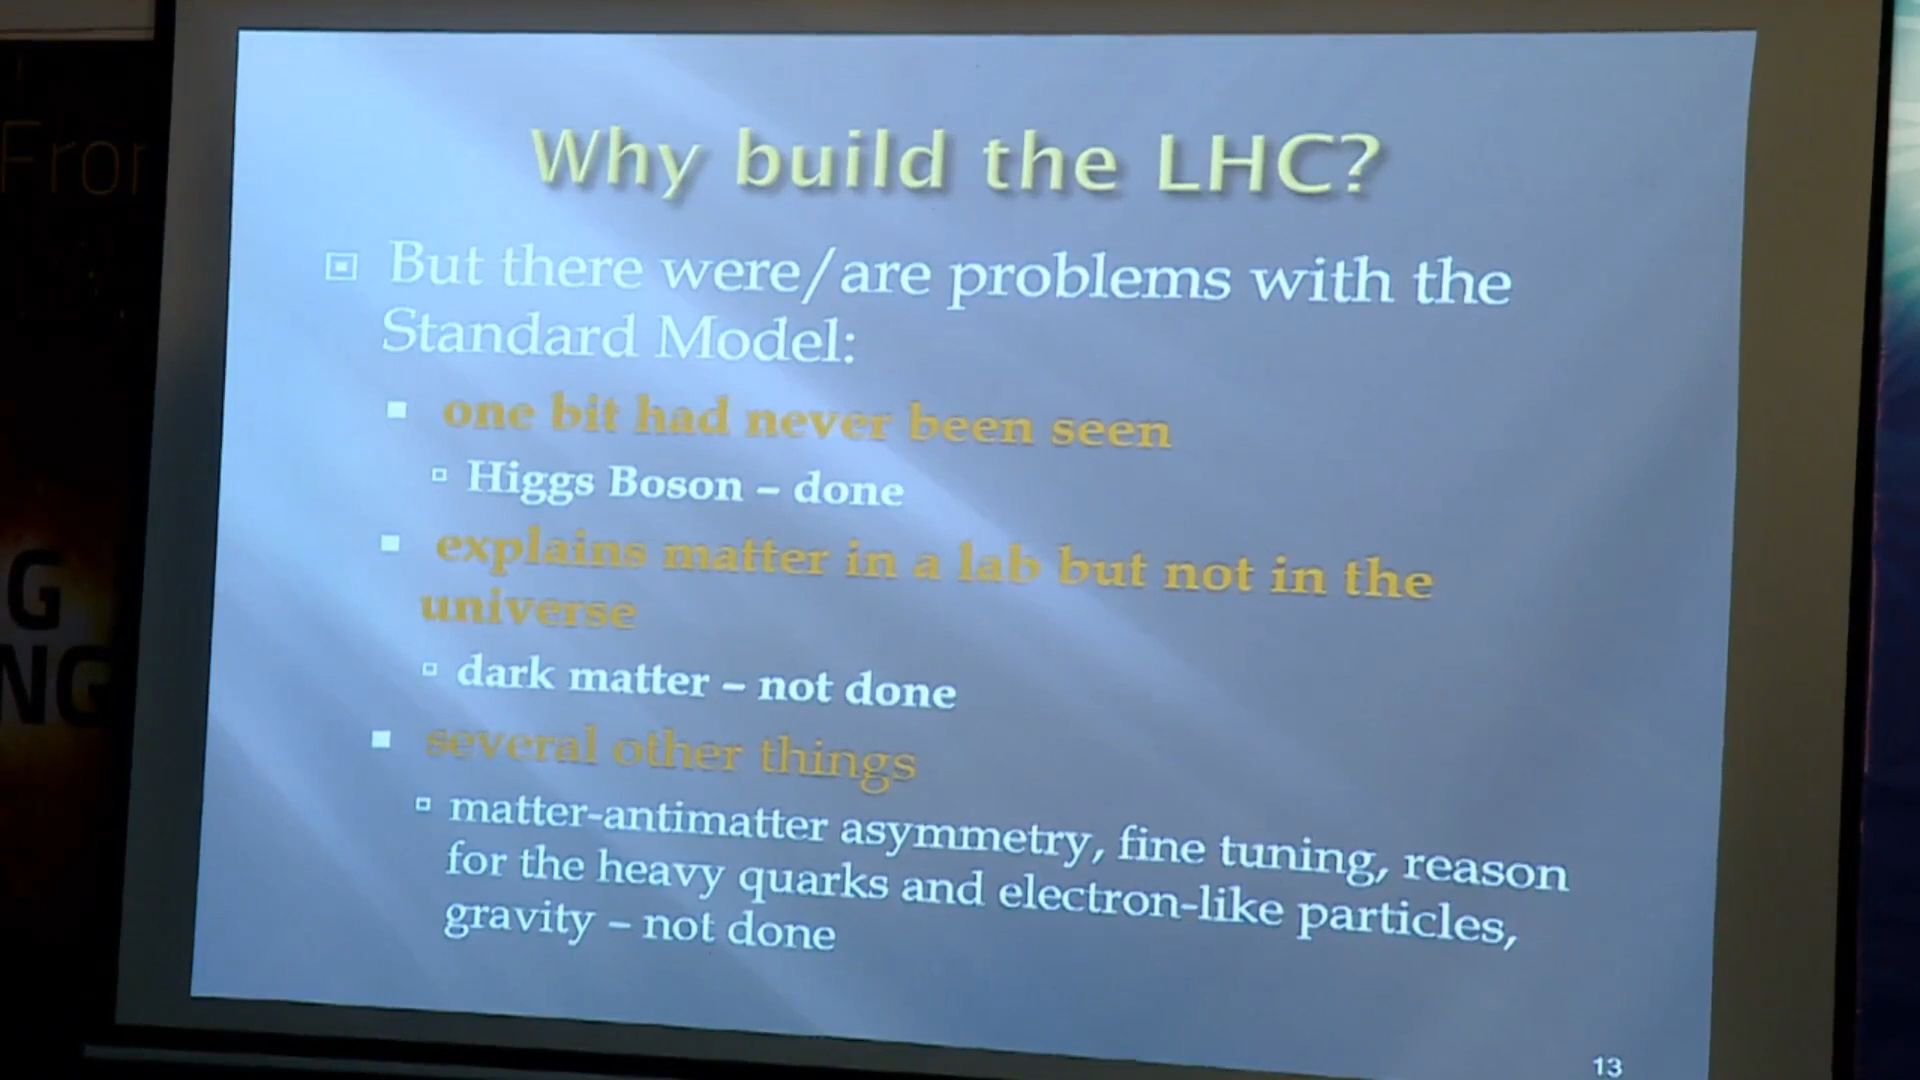 Why build the LHC?
But there were/are problems with the
Standard Model:
one bit had never been seen
Higgs Boson – done
explains matter in a lab but not in the
universe
dark matter – not done
several other things
matter-antimatter asymmetry, fine tuning, reason
for the heavy quarks and electron-like particles,
gravity – not done
13